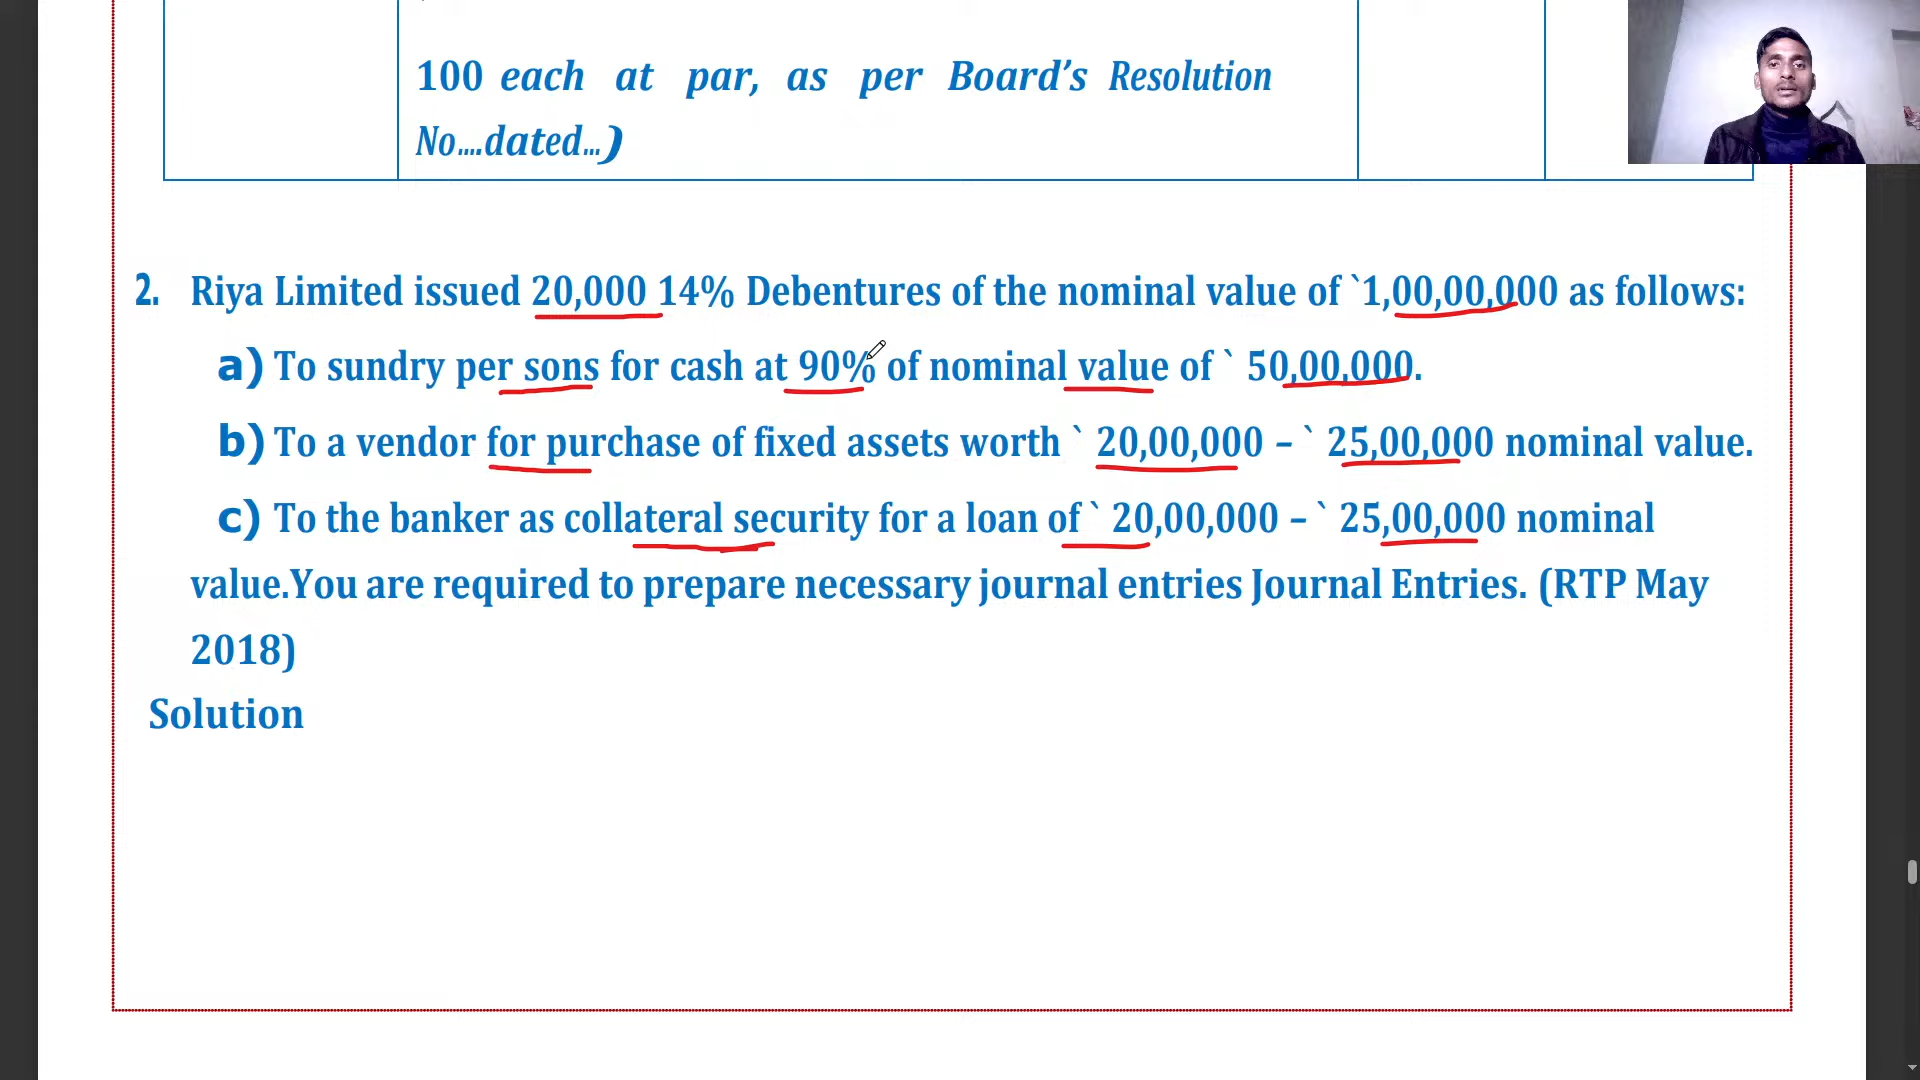 100 each at par, as per Board’s Resolution
No....dated...)
2. Riya Limited issued 20,000 14% Debentures of the nominal value of `1,00,00,000 as follows:
a) To sundry per sons for cash at 90% of nominal value of ` 50,00,000.
b) To a vendor for purchase of fixed assets worth ` 20,00,000 – ` 25,00,000 nominal value.
c) To the banker as collateral security for a loan of ` 20,00,000 – ` 25,00,000 nominal
value.You are required to prepare necessary journal entries Journal Entries. (RTP May
2018)
Solution